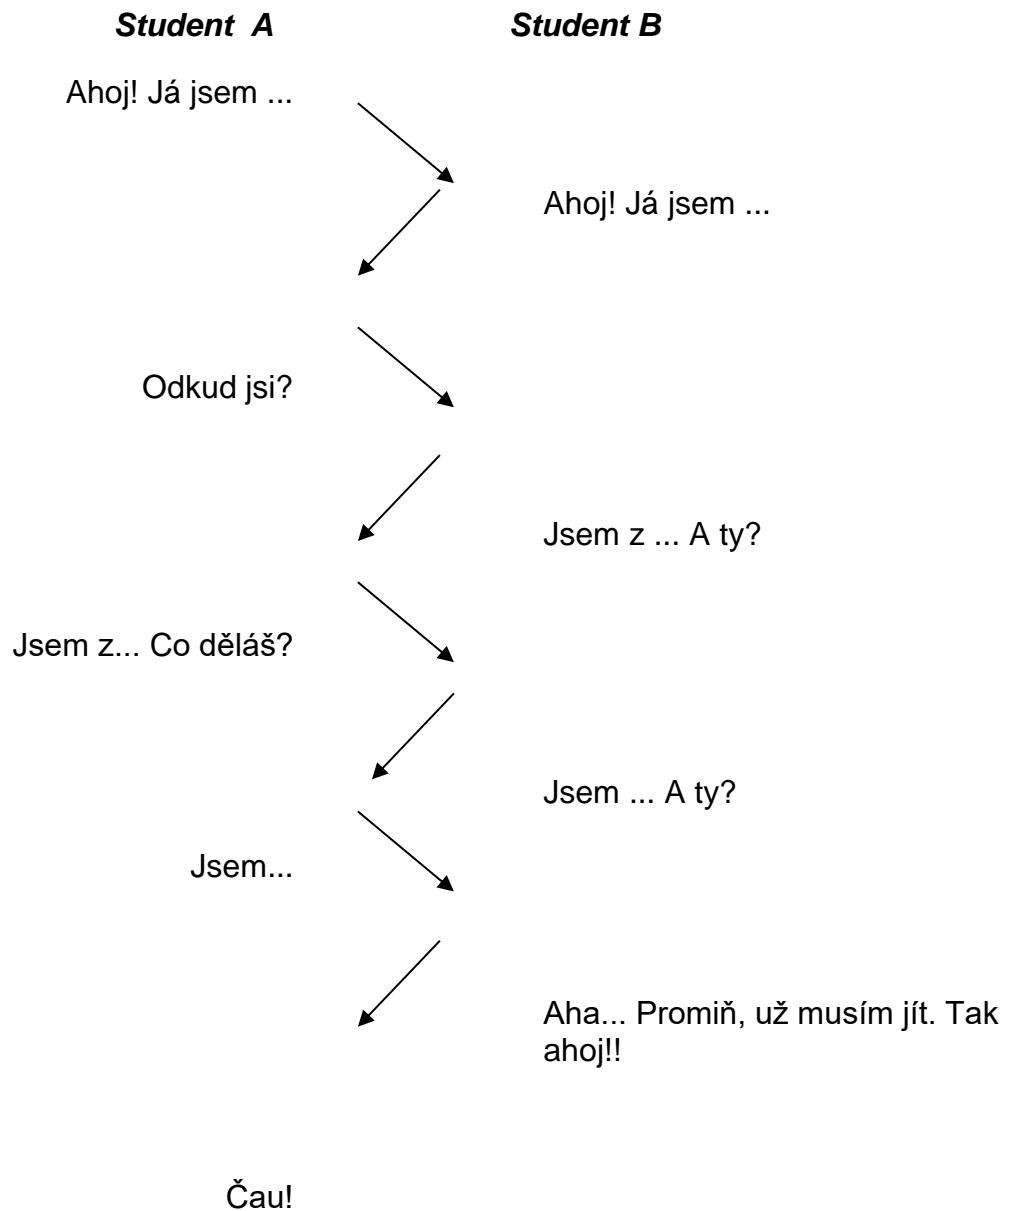 Student A Student B
Ahoj! Já jsem ...
Ahoj! Já jsem ...
Odkud jsi?
Jsem z ... A ty?
Jsem z... Co děláš?
Jsem ... A ty?
Jsem...
Aha... Promiň, už musím jít. Tak
ahoj!!
Čau!